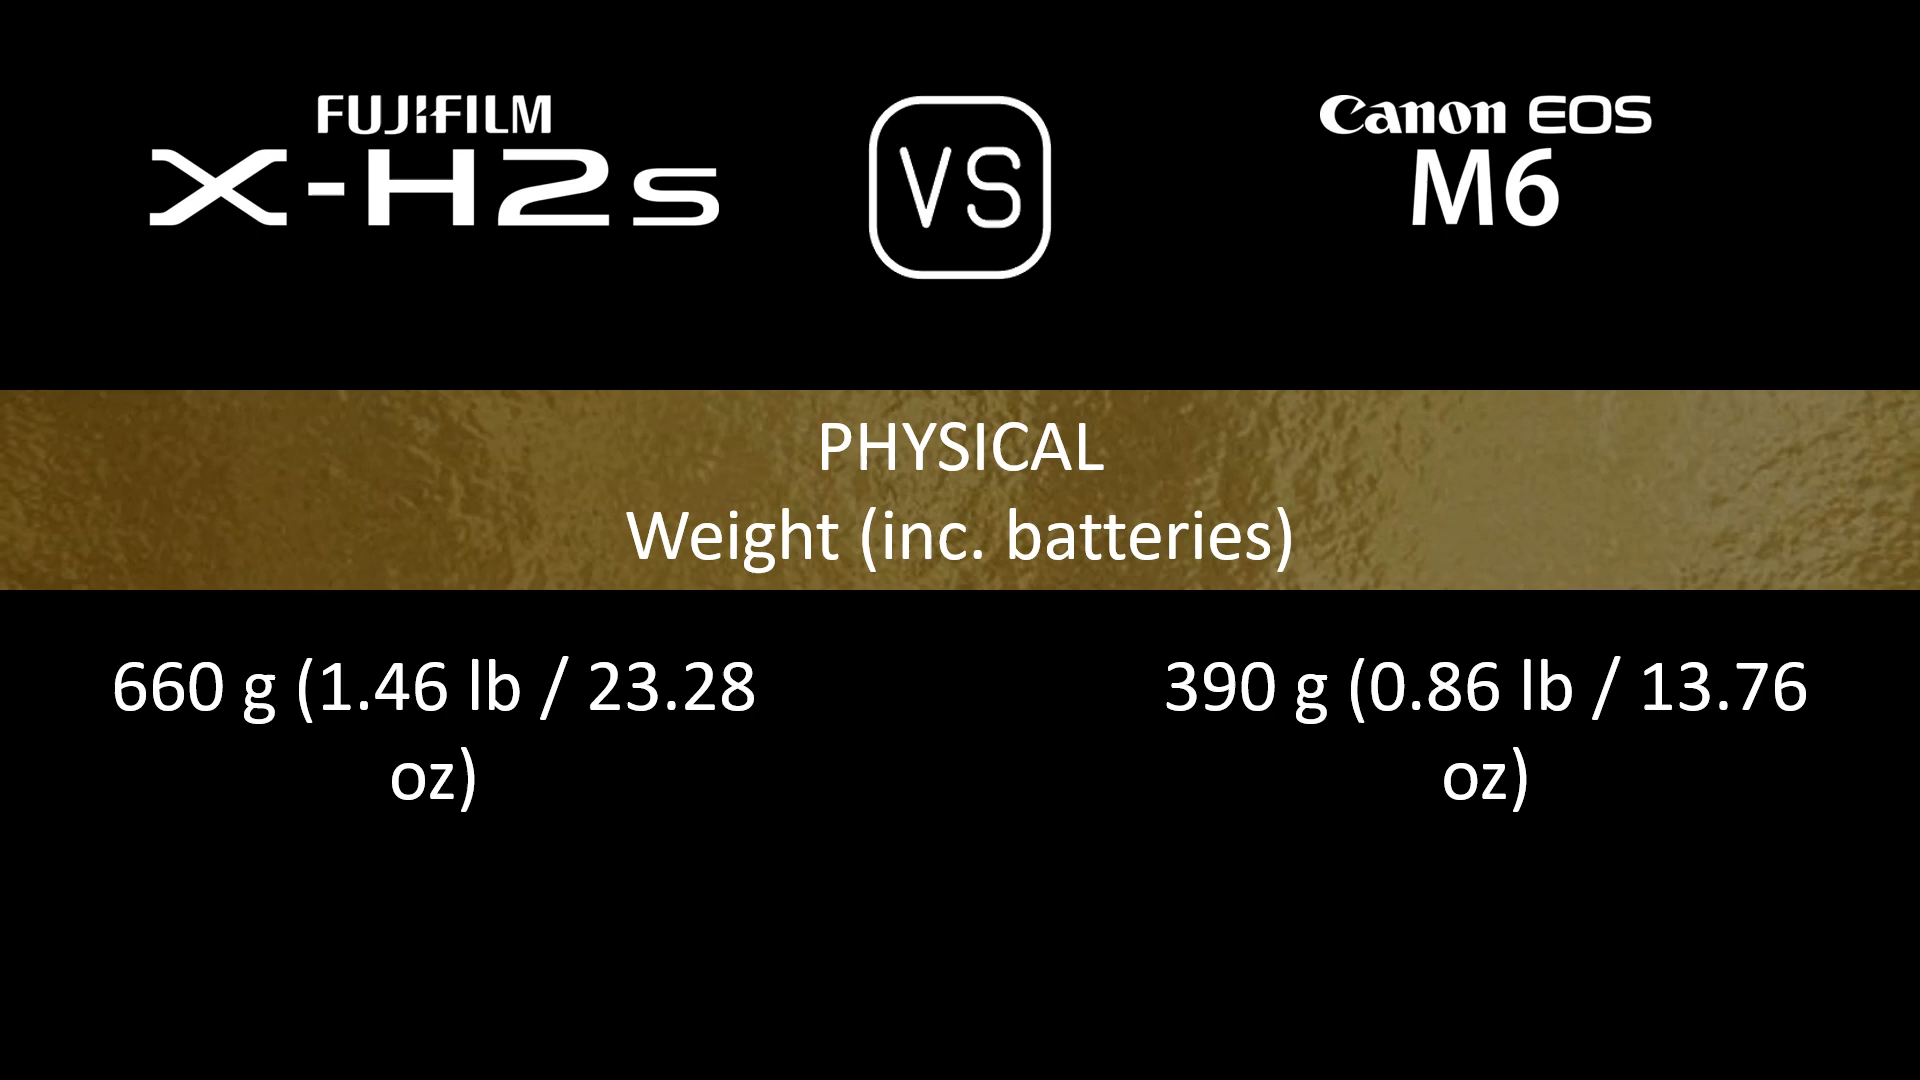 FUJIFILM
X-H2s
VS
Canon EOS
M6
PHYSICAL
Weight (inc. batteries)
660 g (1.46 lb / 23.28
oz)
390 g (0.86 lb / 13.76
oz)